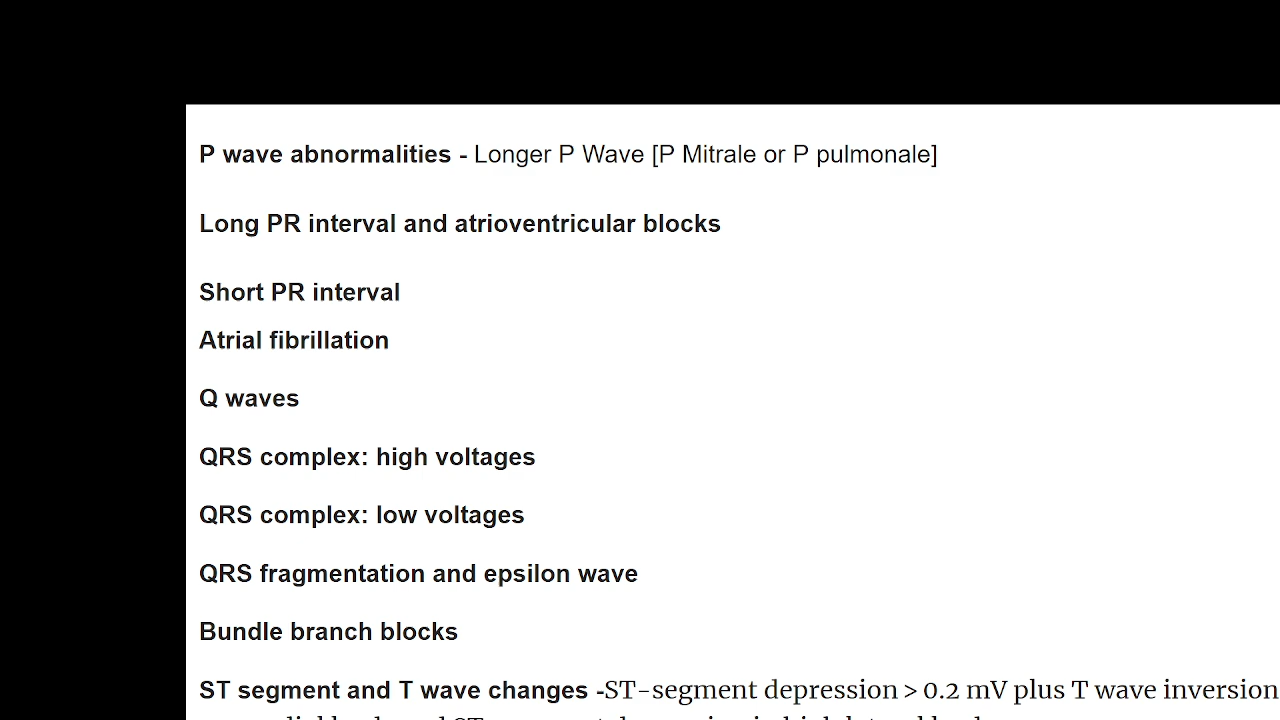 P wave abnormalities - Longer P Wave [P Mitrale or P pulmonale]
Long PR interval and atrioventricular blocks
Short PR interval
Atrial fibrillation
Q waves
QRS complex: high voltages
QRS complex: low voltages
QRS fragmentation and epsilon wave
Bundle branch blocks
ST segment and T wave changes -ST-segment depression > 0.2 mV plus T wave inversion